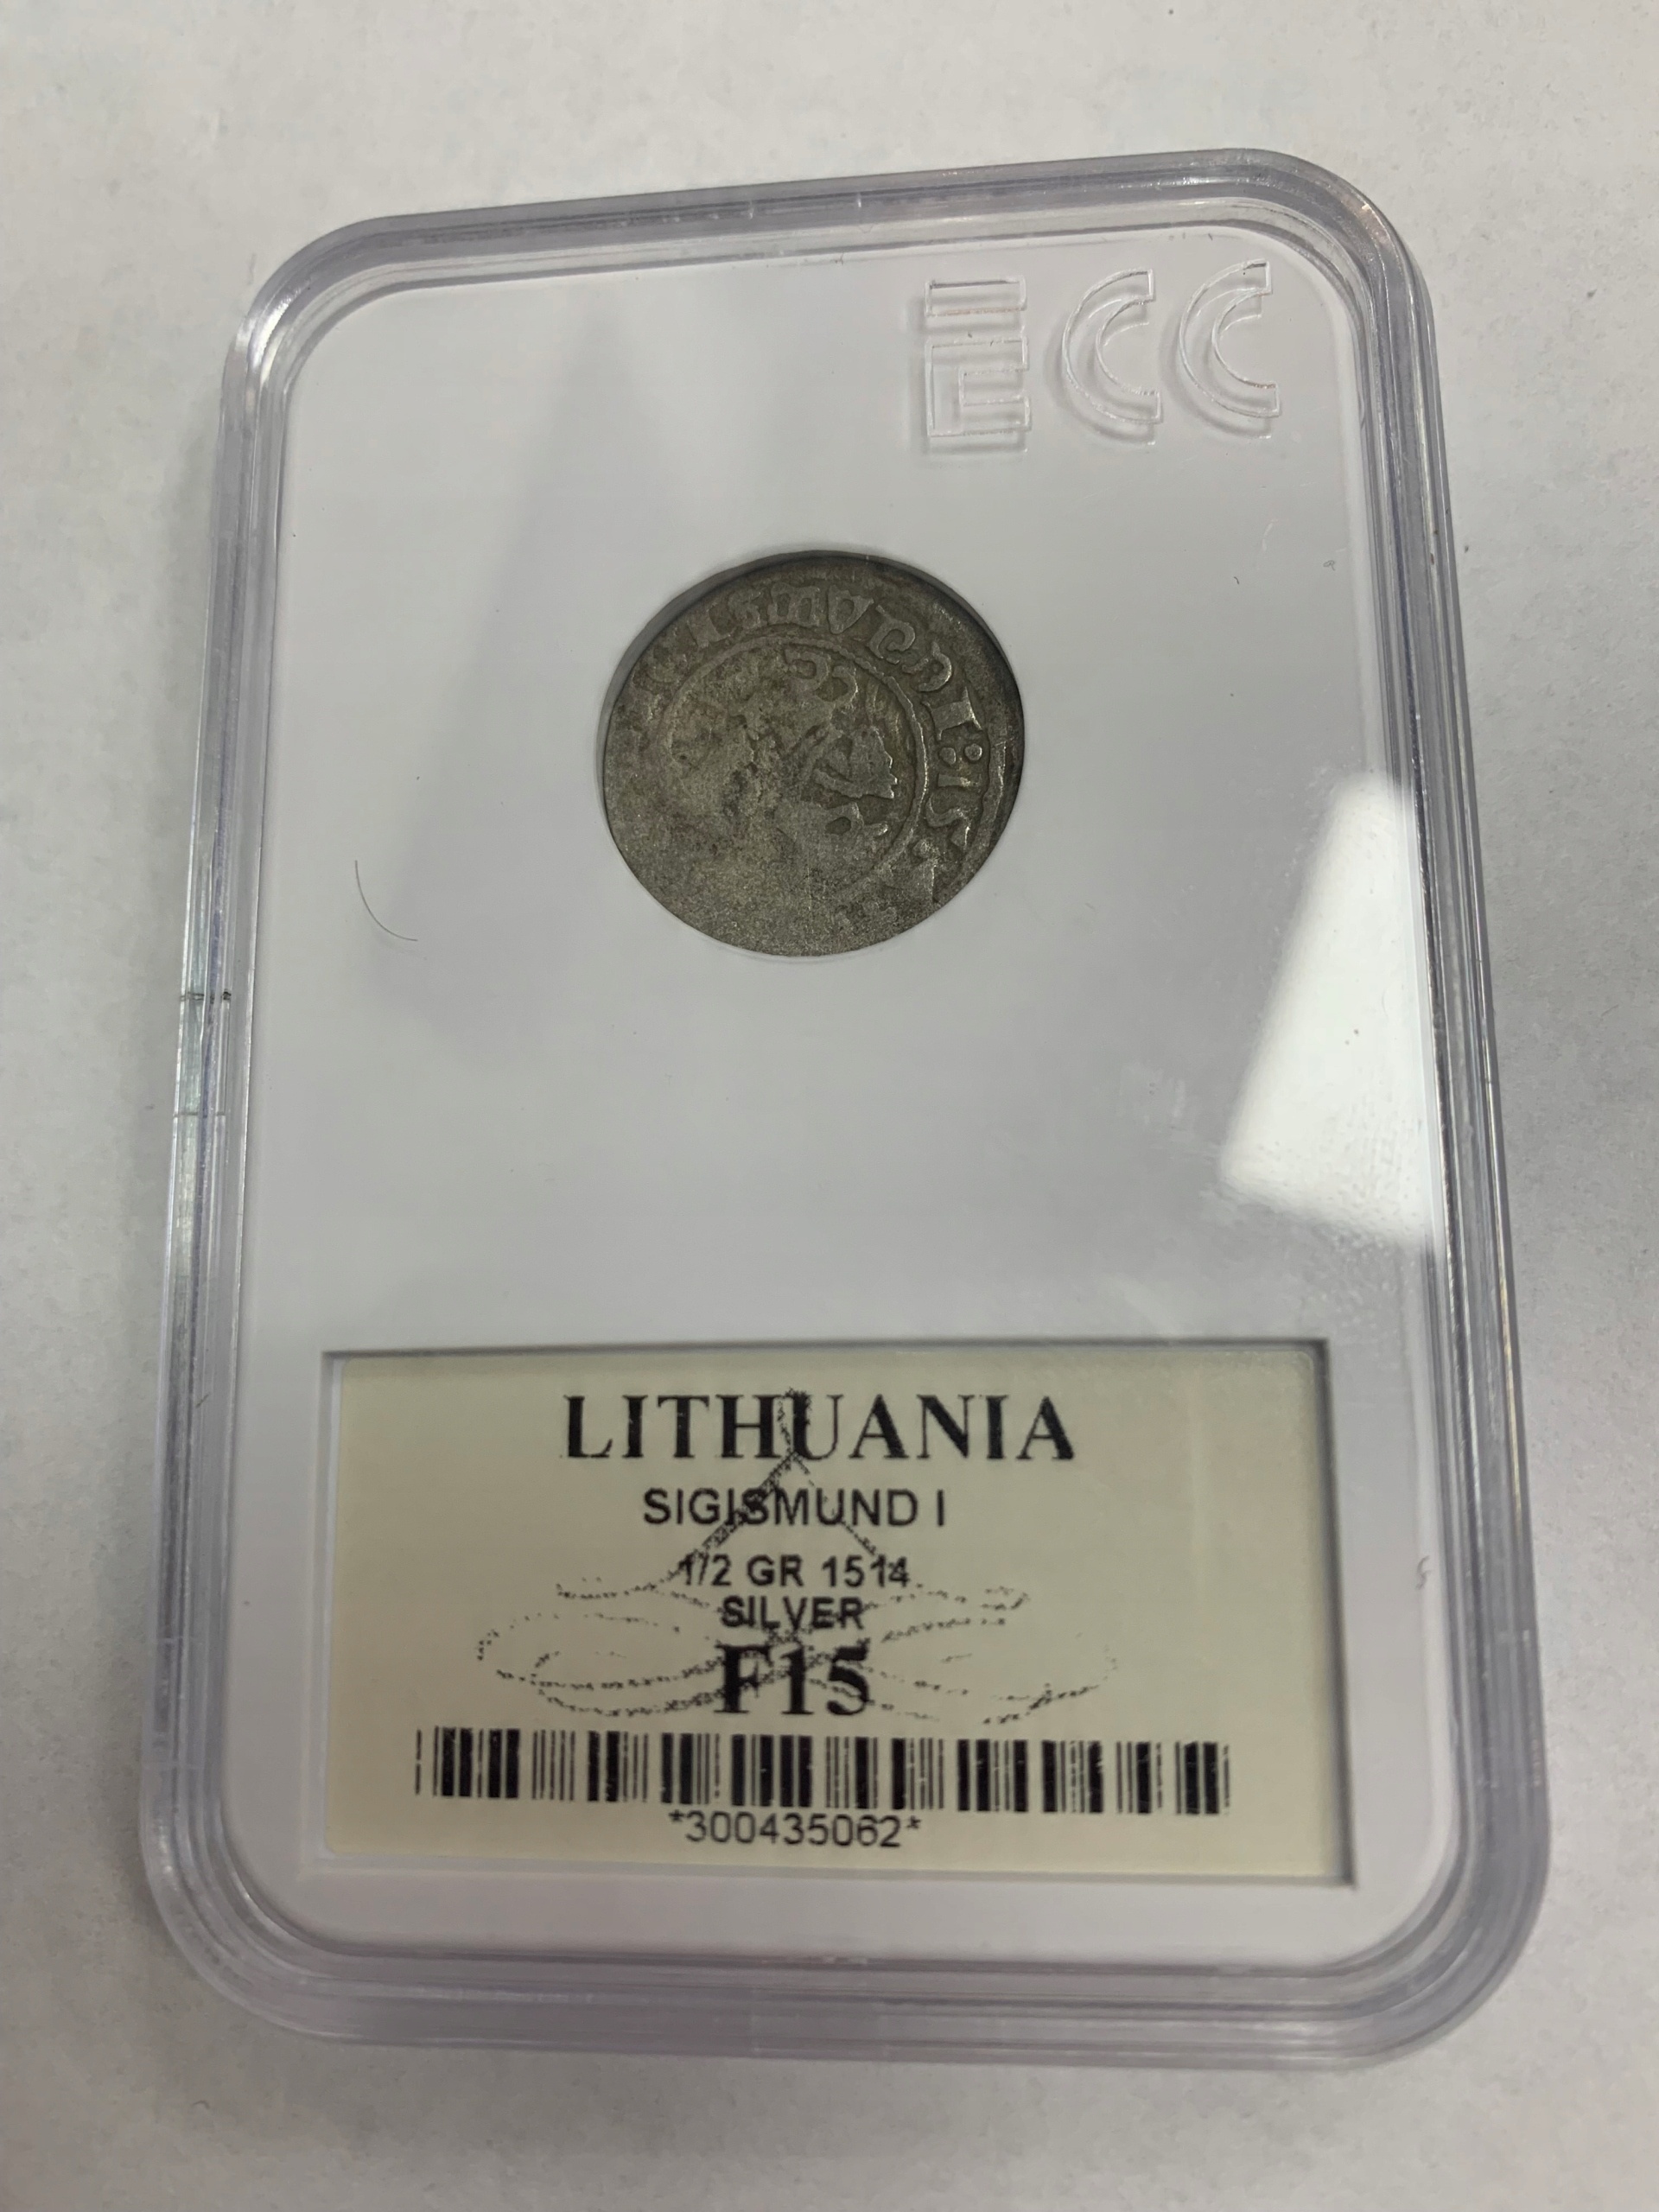 ECC
LITHUANIA
SIGISMUND I
1/2 GR 1514
SILVER
F15
*300435062*